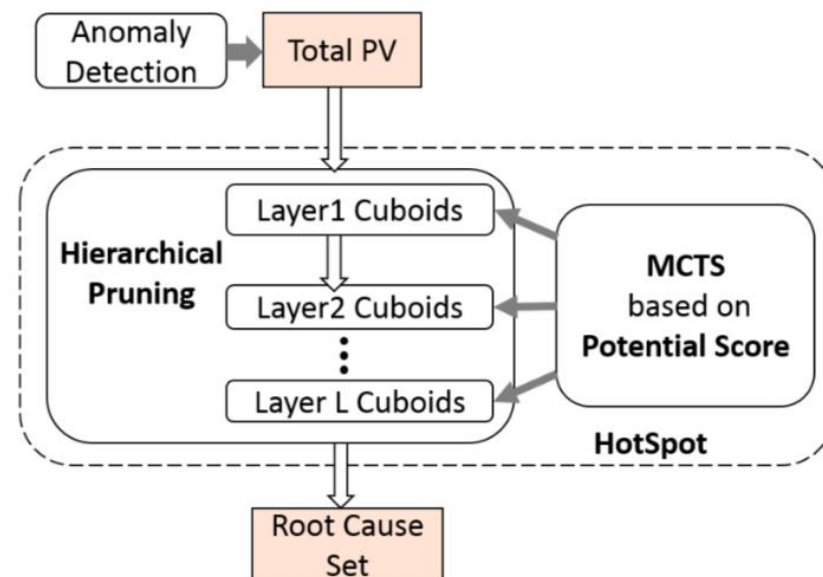 Anomaly
Detection
Total PV
Layer1 Cuboids
Hierarchical
Pruning
Layer2 Cuboids
Layer L Cuboids
MCTS
based on
Potential Score
HotSpot
Root Cause
Set